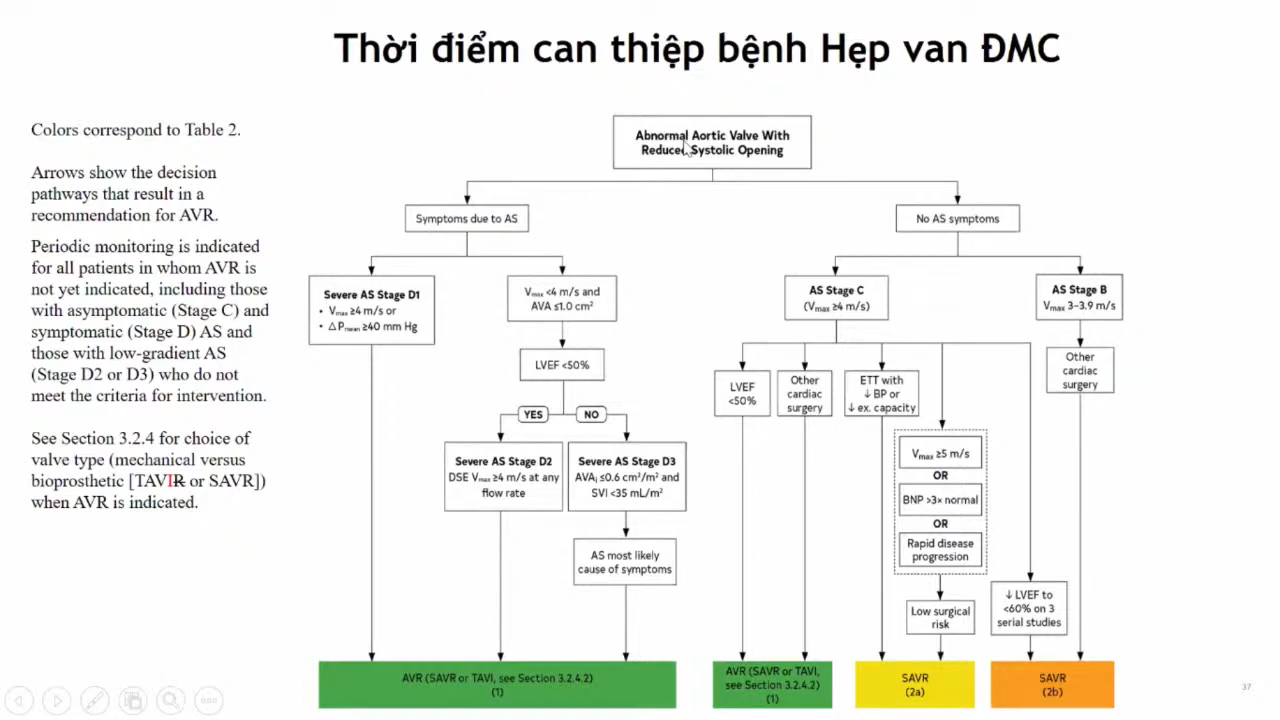 Thời điểm can thiệp bệnh Hẹp van ĐMC
Colors correspond to Table 2.
Arrows show the decision
pathways that result in a
recommendation for AVR.
Periodic monitoring is indicated
for all patients in whom AVR is
not yet indicated, including those
with asymptomatic (Stage C) and
symptomatic (Stage D) AS and
those with low-gradient AS
(Stage D2 or D3) who do not
meet the criteria for intervention.
See Section 3.2.4 for choice of
valve type (mechanical versus
bioprosthetic [TAVIR or SAVR])
when AVR is indicated.
Abnormal Aortic Valve With
Reduced Systolic Opening
Symptoms due to AS
No AS symptoms
Severe AS Stage D1
• Vmax ≥4 m/s or
• ΔPmean ≥40 mm Hg
Vmax <4 m/s and
AVA ≤1.0 cm²
AS Stage C
(Vmax ≥4 m/s)
AS Stage B
Vmax 3–3.9 m/s
LVEF <50%
YES
NO
Severe AS Stage D2
DSE Vmax ≥4 m/s at any
flow rate
Severe AS Stage D3
AVAi ≤0.6 cm²/m² and
SVI <35 mL/m²
AS most likely
cause of symptoms
LVEF
<50%
Other
cardiac
surgery
ETT with
↓ BP or
↓ ex. capacity
Other
cardiac
surgery
Vmax ≥5 m/s
OR
BNP >3× normal
OR
Rapid disease
progression
Low surgical
risk
↓ LVEF to
<60% on 3
serial studies
AVR (SAVR or TAVI, see Section 3.2.4.2)
(1)
AVR (SAVR or TAVI,
see Section 3.2.4.2)
(1)
SAVR
(2a)
SAVR
(2b)
37